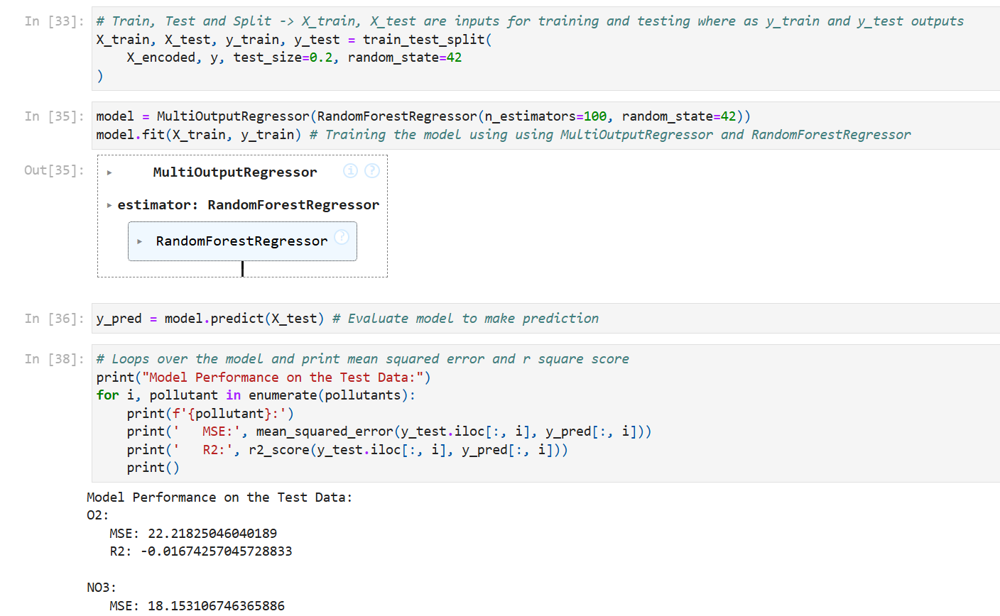 In [33]:
# Train, Test and Split -> X_train, X_test are inputs for training and testing where as y_train and y_test outputs
X_train, X_test, y_train, y_test = train_test_split(
    X_encoded, y, test_size=0.2, random_state=42
)
In [35]:
model = MultiOutputRegressor(RandomForestRegressor(n_estimators=100, random_state=42))
model.fit(X_train, y_train) # Training the model using using MultiOutputRegressor and RandomForestRegressor
Out[35]:
MultiOutputRegressor
estimator: RandomForestRegressor
RandomForestRegressor
In [36]:
y_pred = model.predict(X_test) # Evaluate model to make prediction
In [38]:
# Loops over the model and print mean squared error and r square score
print("Model Performance on the Test Data:")
for i, pollutant in enumerate(pollutants):
    print(f'{pollutant}:')
    print('   MSE:', mean_squared_error(y_test.iloc[:, i], y_pred[:, i]))
    print('   R2:', r2_score(y_test.iloc[:, i], y_pred[:, i]))
    print()
Model Performance on the Test Data:
O2:
   MSE: 22.21825046040189
   R2: -0.01674257045728833
NO3:
   MSE: 18.153106746365886